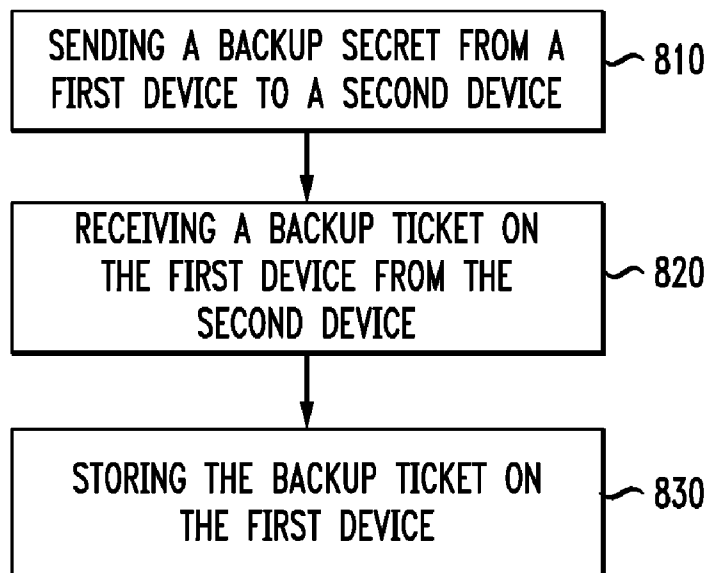 SENDING A BACKUP SECRET FROM A
FIRST DEVICE TO A SECOND DEVICE
810
RECEIVING A BACKUP TICKET ON
THE FIRST DEVICE FROM THE
SECOND DEVICE
820
STORING THE BACKUP TICKET ON
THE FIRST DEVICE
830